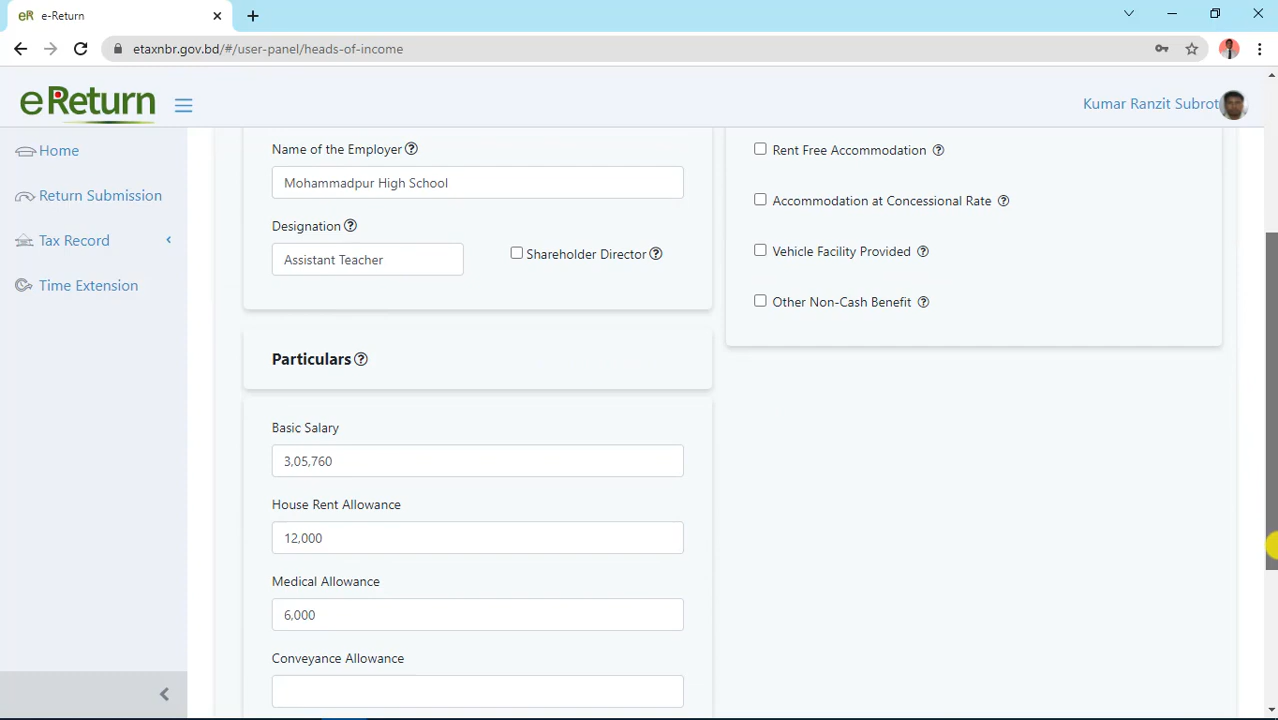 eR e-Return
etaxnbr.gov.bd/#/user-panel/heads-of-income
eReturn
Kumar Ranzit Subrot
Home
Return Submission
Tax Record
Time Extension
Name of the Employer
Mohammadpur High School
Designation
Assistant Teacher
Shareholder Director
Rent Free Accommodation
Accommodation at Concessional Rate
Vehicle Facility Provided
Other Non-Cash Benefit
Particulars
Basic Salary
3,05,760
House Rent Allowance
12,000
Medical Allowance
6,000
Conveyance Allowance